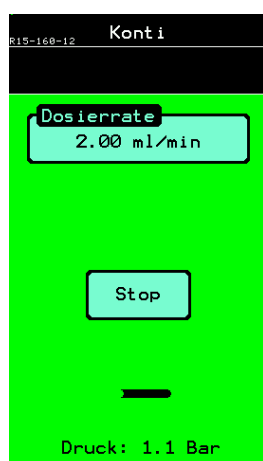 Konti
R15-160-12
Dosierrate
2.00 ml/min
Stop
Druck: 1.1 Bar